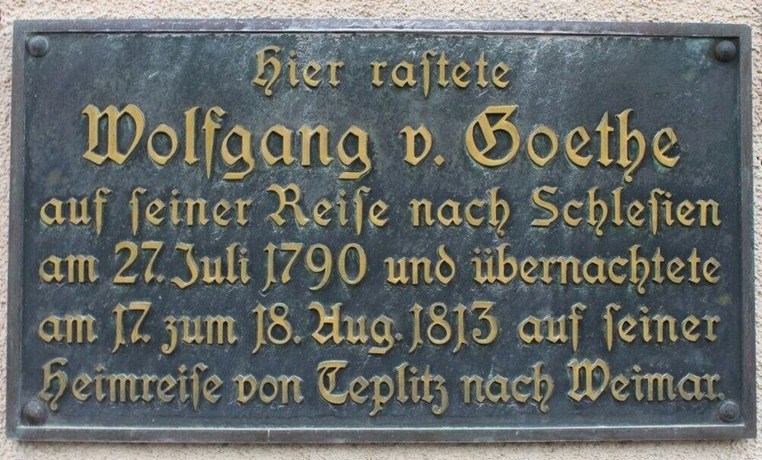 Hier rastete
Wolfgang v. Goethe
auf seiner Reise nach Schlesien
am 27. Juli 1790 und übernachtete
am 17. zum 18. Aug. 1813 auf seiner
Heimreise von Teplitz nach Weimar.